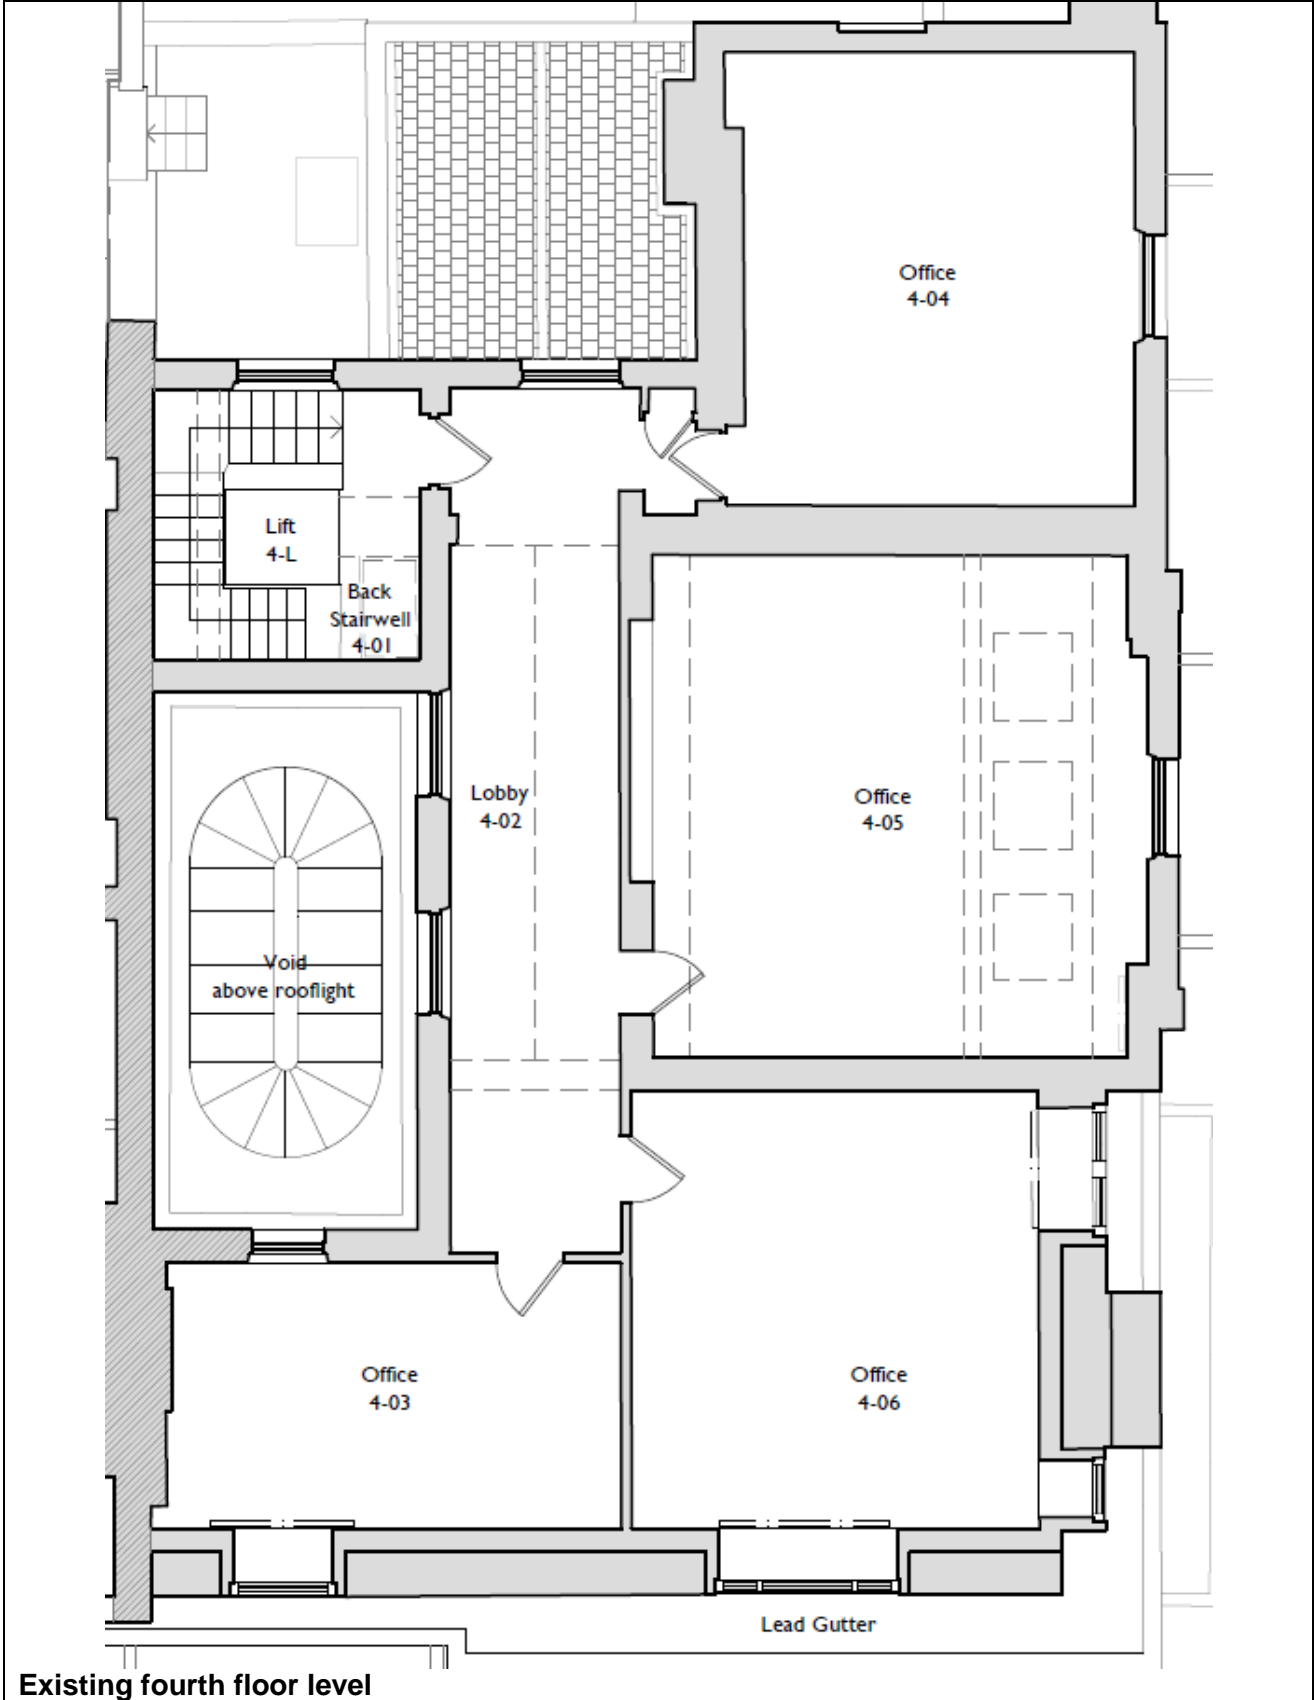 Office
4-04
Lift
4-L
Back
Stairwell
4-01
Lobby
4-02
Office
4-05
Void
above rooflight
Office
4-03
Office
4-06
Lead Gutter
Existing fourth floor level